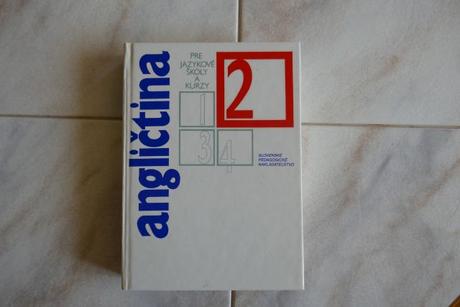 angličtina
PRE
JAZYKOVÉ
ŠKOLY
A
KURZY
1
2
3
4
SLOVENSKÉ
PEDAGOGICKÉ
NAKLADATEĽSTVO